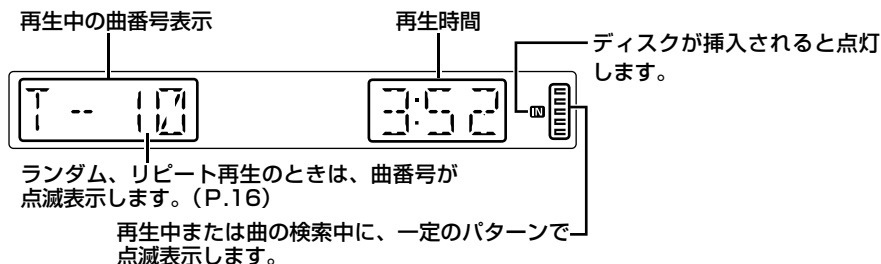 再生中の曲番号表示
再生時間
ディスクが挿入されると点灯
します。
T -- 10
3:52
IN
ランダム、リピート再生のときは、曲番号が
点滅表示します。(P.16)
再生中または曲の検索中に、一定のパターンで
点滅表示します。